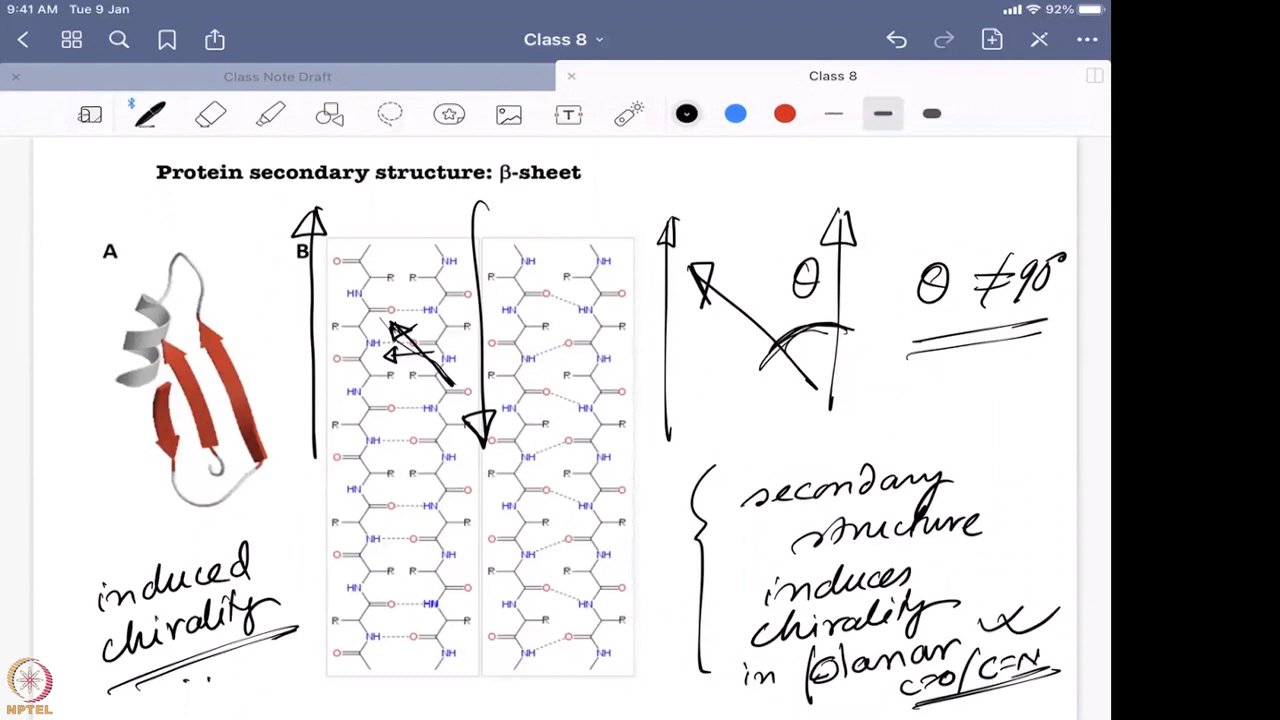 9:41 AM Tue 9 Jan
92%
Class 8
Class Note Draft
Class 8
T
Protein secondary structure: β-sheet
A
B
θ
θ ≠ 90°
secondary
structure
induces
chirality
in planar
C=O/C=N
induced
chirality
NPTEL